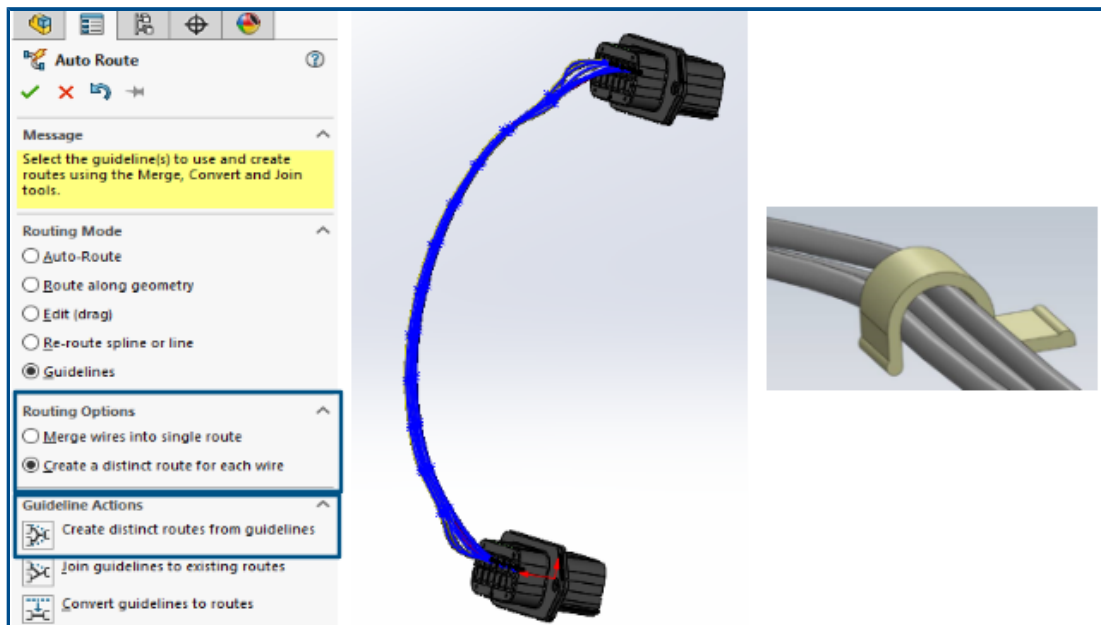 Auto Route
Message
Select the guideline(s) to use and create
routes using the Merge, Convert and Join
tools.
Routing Mode
Auto-Route
Route along geometry
Edit (drag)
Re-route spline or line
Guidelines
Routing Options
Merge wires into single route
Create a distinct route for each wire
Guideline Actions
Create distinct routes from guidelines
Join guidelines to existing routes
Convert guidelines to routes